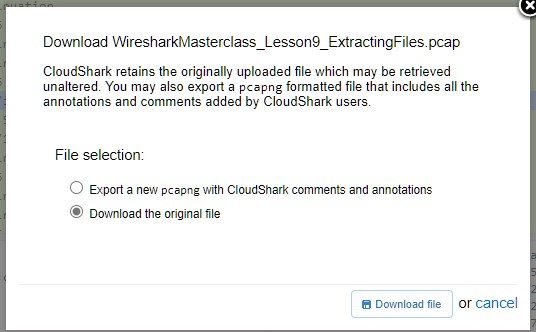 Download WiresharkMasterclass_Lesson9_ExtractingFiles.pcap
CloudShark retains the originally uploaded file which may be retrieved
unaltered. You may also export a pcapng formatted file that includes all the
annotations and comments added by CloudShark users.
File selection:
Export a new pcapng with CloudShark comments and annotations
Download the original file
Download file or cancel